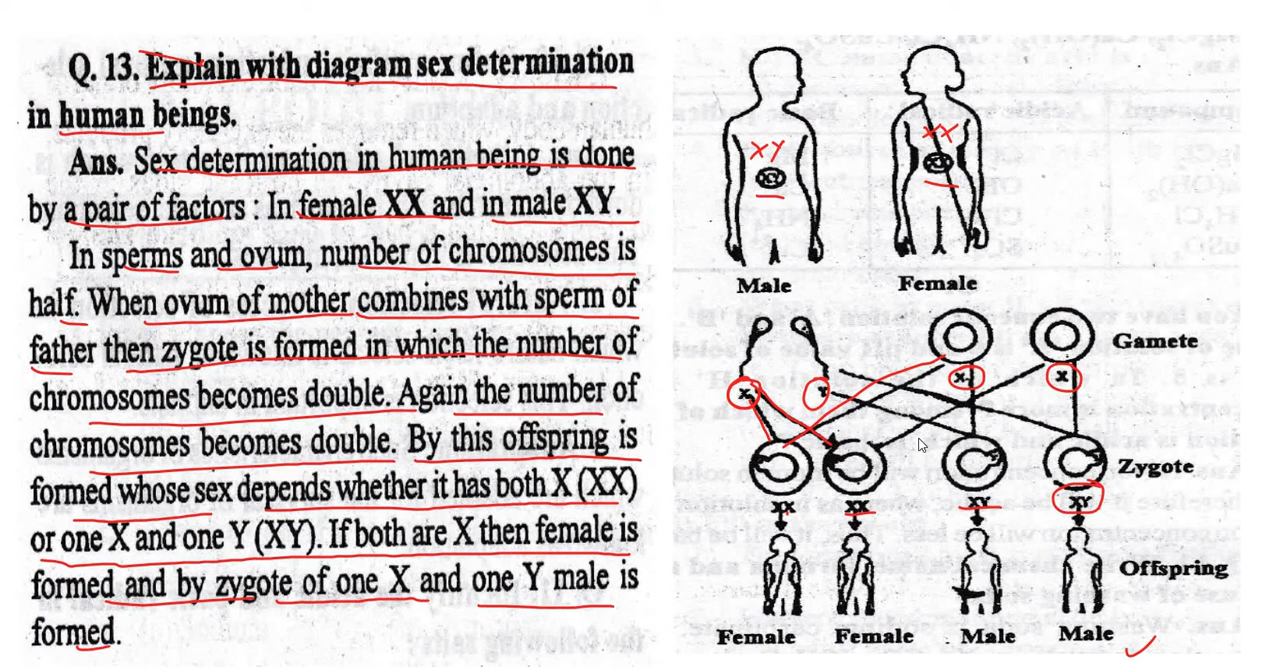 Q. 13. Explain with diagram sex determination
in human beings.
Ans. Sex determination in human being is done
by a pair of factors : In female XX and in male XY.
In sperms and ovum, number of chromosomes is
half. When ovum of mother combines with sperm of
father then zygote is formed in which the number of
chromosomes becomes double. Again the number of
chromosomes becomes double. By this offspring is
formed whose sex depends whether it has both X (XX)
or one X and one Y (XY). If both are X then female is
formed and by zygote of one X and one Y male is
formed.
XY XX
XY XX
Male Female
Gamete
X Y X X
Zygote
XX XX XY XY
Offspring
Female Female Male Male